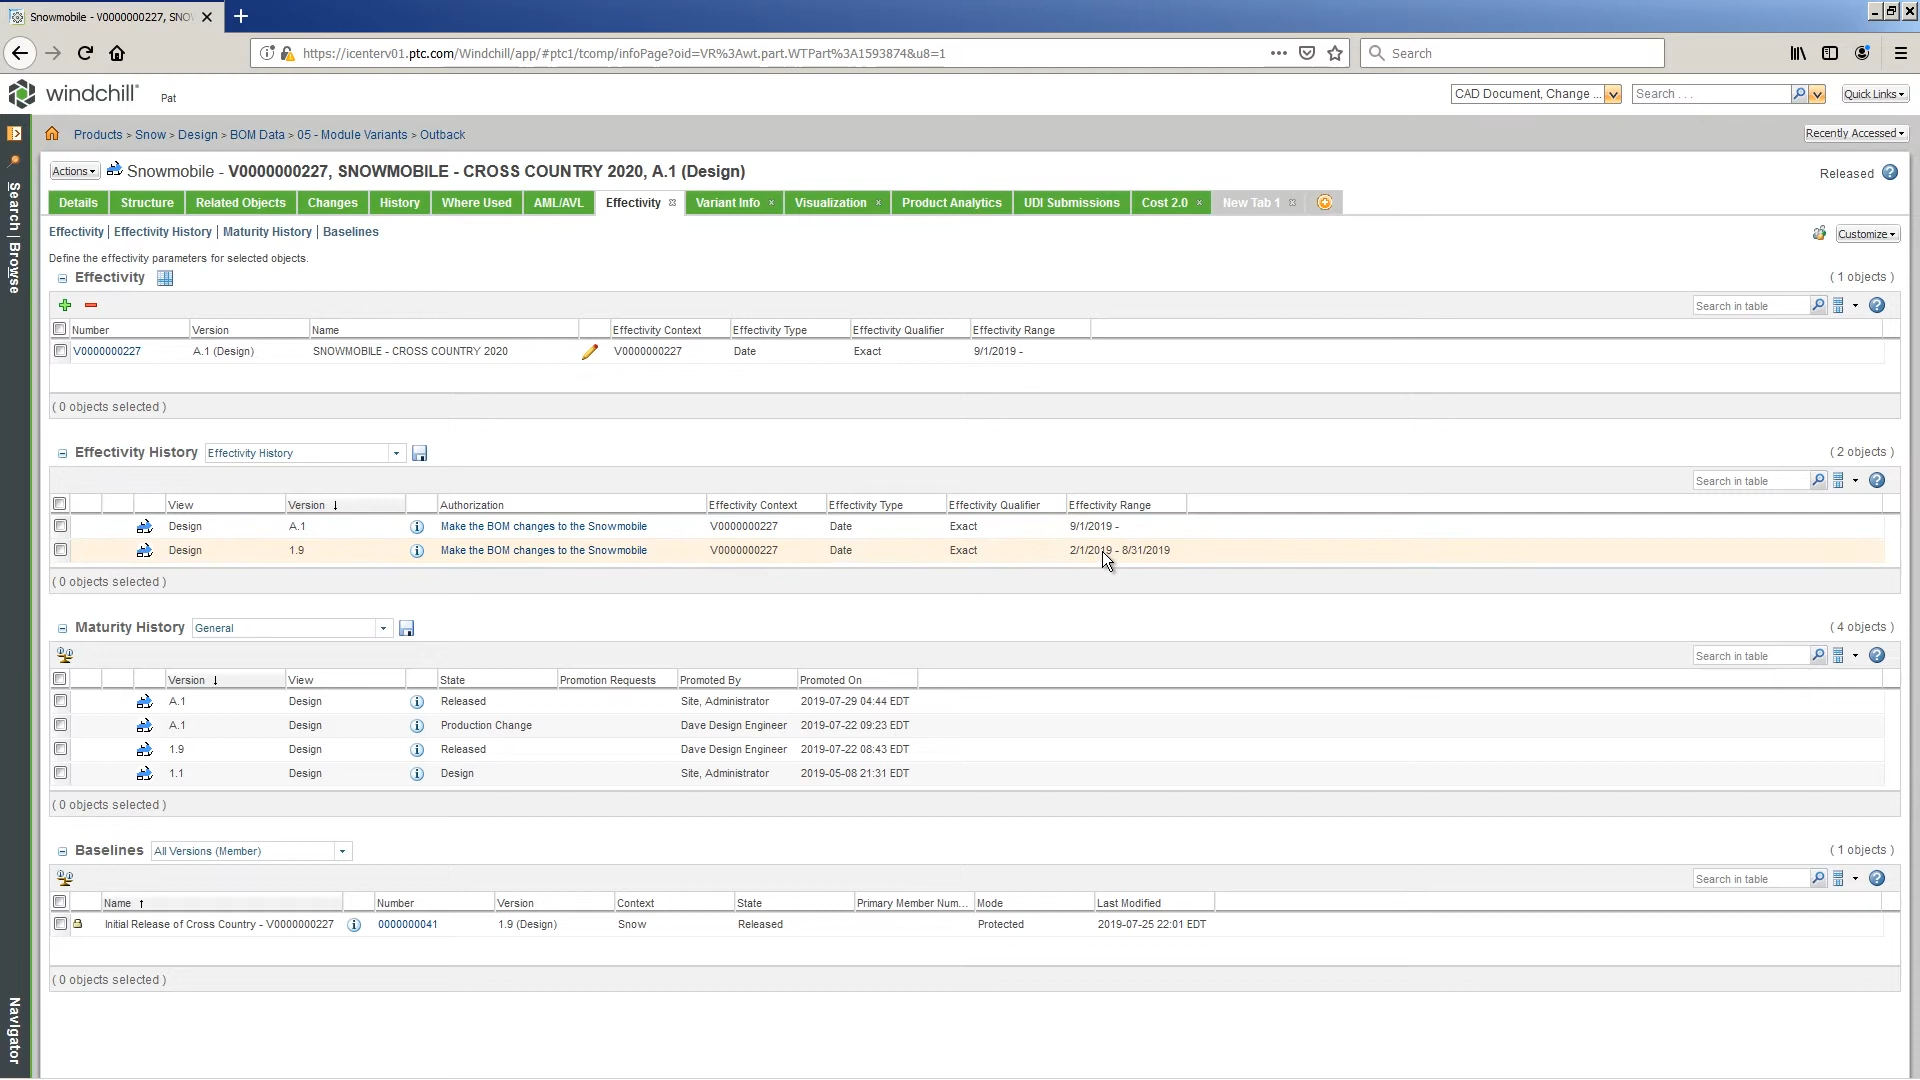 Snowmobile - V0000000227, SNO
https://icenterv01.ptc.com/Windchill/app/#ptc1/tcomp/infoPage?oid=VR%3Awt.part.WTPart%3A1593874&u8=1
Search
windchill
Pat
CAD Document, Change ...
Search . . .
Quick Links
Products > Snow > Design > BOM Data > 05 - Module Variants > Outback
Recently Accessed
Actions
Snowmobile - V0000000227, SNOWMOBILE - CROSS COUNTRY 2020, A.1 (Design)
Released
Details Structure Related Objects Changes History Where Used AML/AVL Effectivity Variant Info Visualization Product Analytics UDI Submissions Cost 2.0 New Tab 1
Search | Browse
Effectivity | Effectivity History | Maturity History | Baselines
Customize
Define the effectivity parameters for selected objects.
Effectivity
( 1 objects )
Search in table
Number Version Name Effectivity Context Effectivity Type Effectivity Qualifier Effectivity Range
V0000000227 A.1 (Design) SNOWMOBILE - CROSS COUNTRY 2020 V0000000227 Date Exact 9/1/2019 -
( 0 objects selected )
Effectivity History Effectivity History
( 2 objects )
Search in table
View Version Authorization Effectivity Context Effectivity Type Effectivity Qualifier Effectivity Range
Design A.1 Make the BOM changes to the Snowmobile V0000000227 Date Exact 9/1/2019 -
Design 1.9 Make the BOM changes to the Snowmobile V0000000227 Date Exact 2/1/2019 - 8/31/2019
( 0 objects selected )
Maturity History General
( 4 objects )
Search in table
Version View State Promotion Requests Promoted By Promoted On
A.1 Design Released Site, Administrator 2019-07-29 04:44 EDT
A.1 Design Production Change Dave Design Engineer 2019-07-22 09:23 EDT
1.9 Design Released Dave Design Engineer 2019-07-22 08:43 EDT
1.1 Design Design Site, Administrator 2019-05-08 21:31 EDT
( 0 objects selected )
Baselines All Versions (Member)
( 1 objects )
Search in table
Name Number Version Context State Primary Member Num... Mode Last Modified
Initial Release of Cross Country - V0000000227 0000000041 1.9 (Design) Snow Released Protected 2019-07-25 22:01 EDT
( 0 objects selected )
Navigator